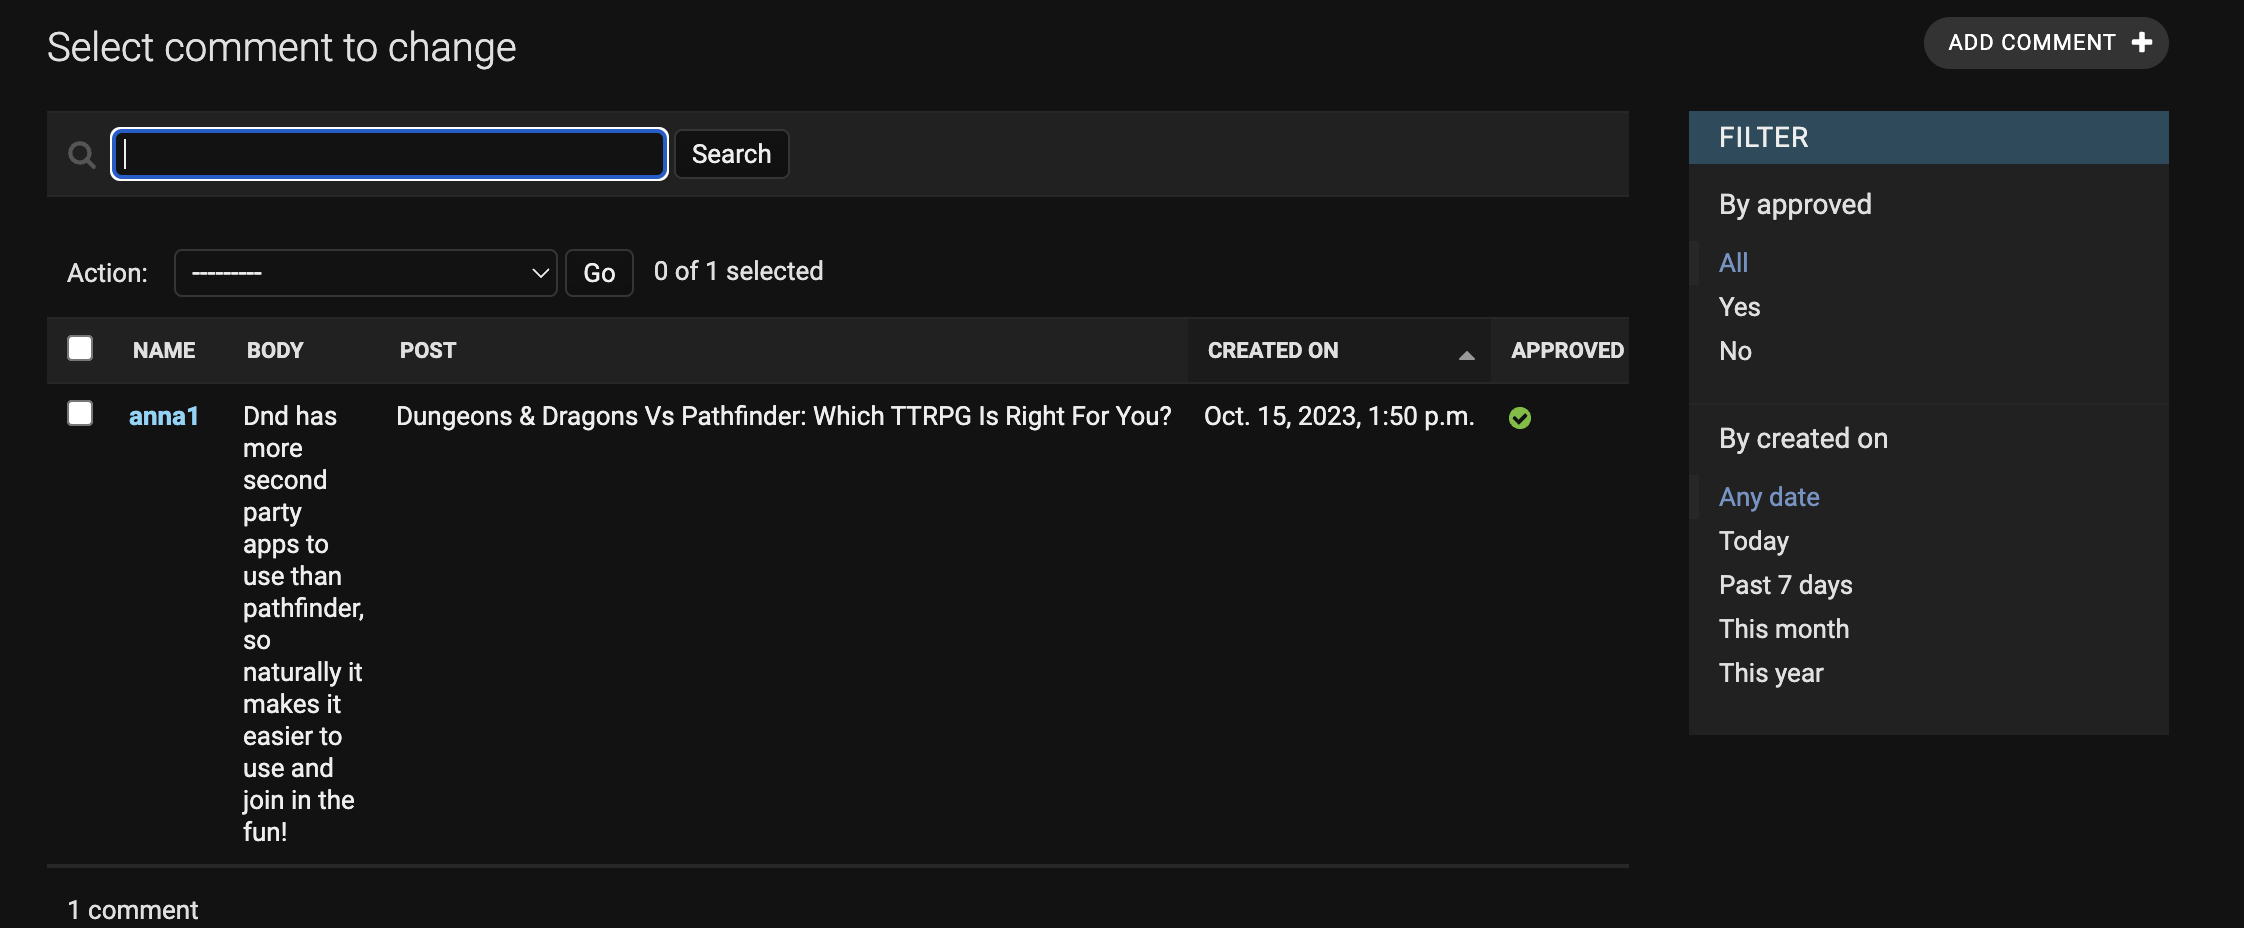 Select comment to change
ADD COMMENT
Search
Action: --------- Go 0 of 1 selected
NAME BODY POST CREATED ON APPROVED
anna1 Dnd has Dungeons & Dragons Vs Pathfinder: Which TTRPG Is Right For You? Oct. 15, 2023, 1:50 p.m.
more
second
party
apps to
use than
pathfinder,
so
naturally it
makes it
easier to
use and
join in the
fun!
1 comment
FILTER
By approved
All
Yes
No
By created on
Any date
Today
Past 7 days
This month
This year